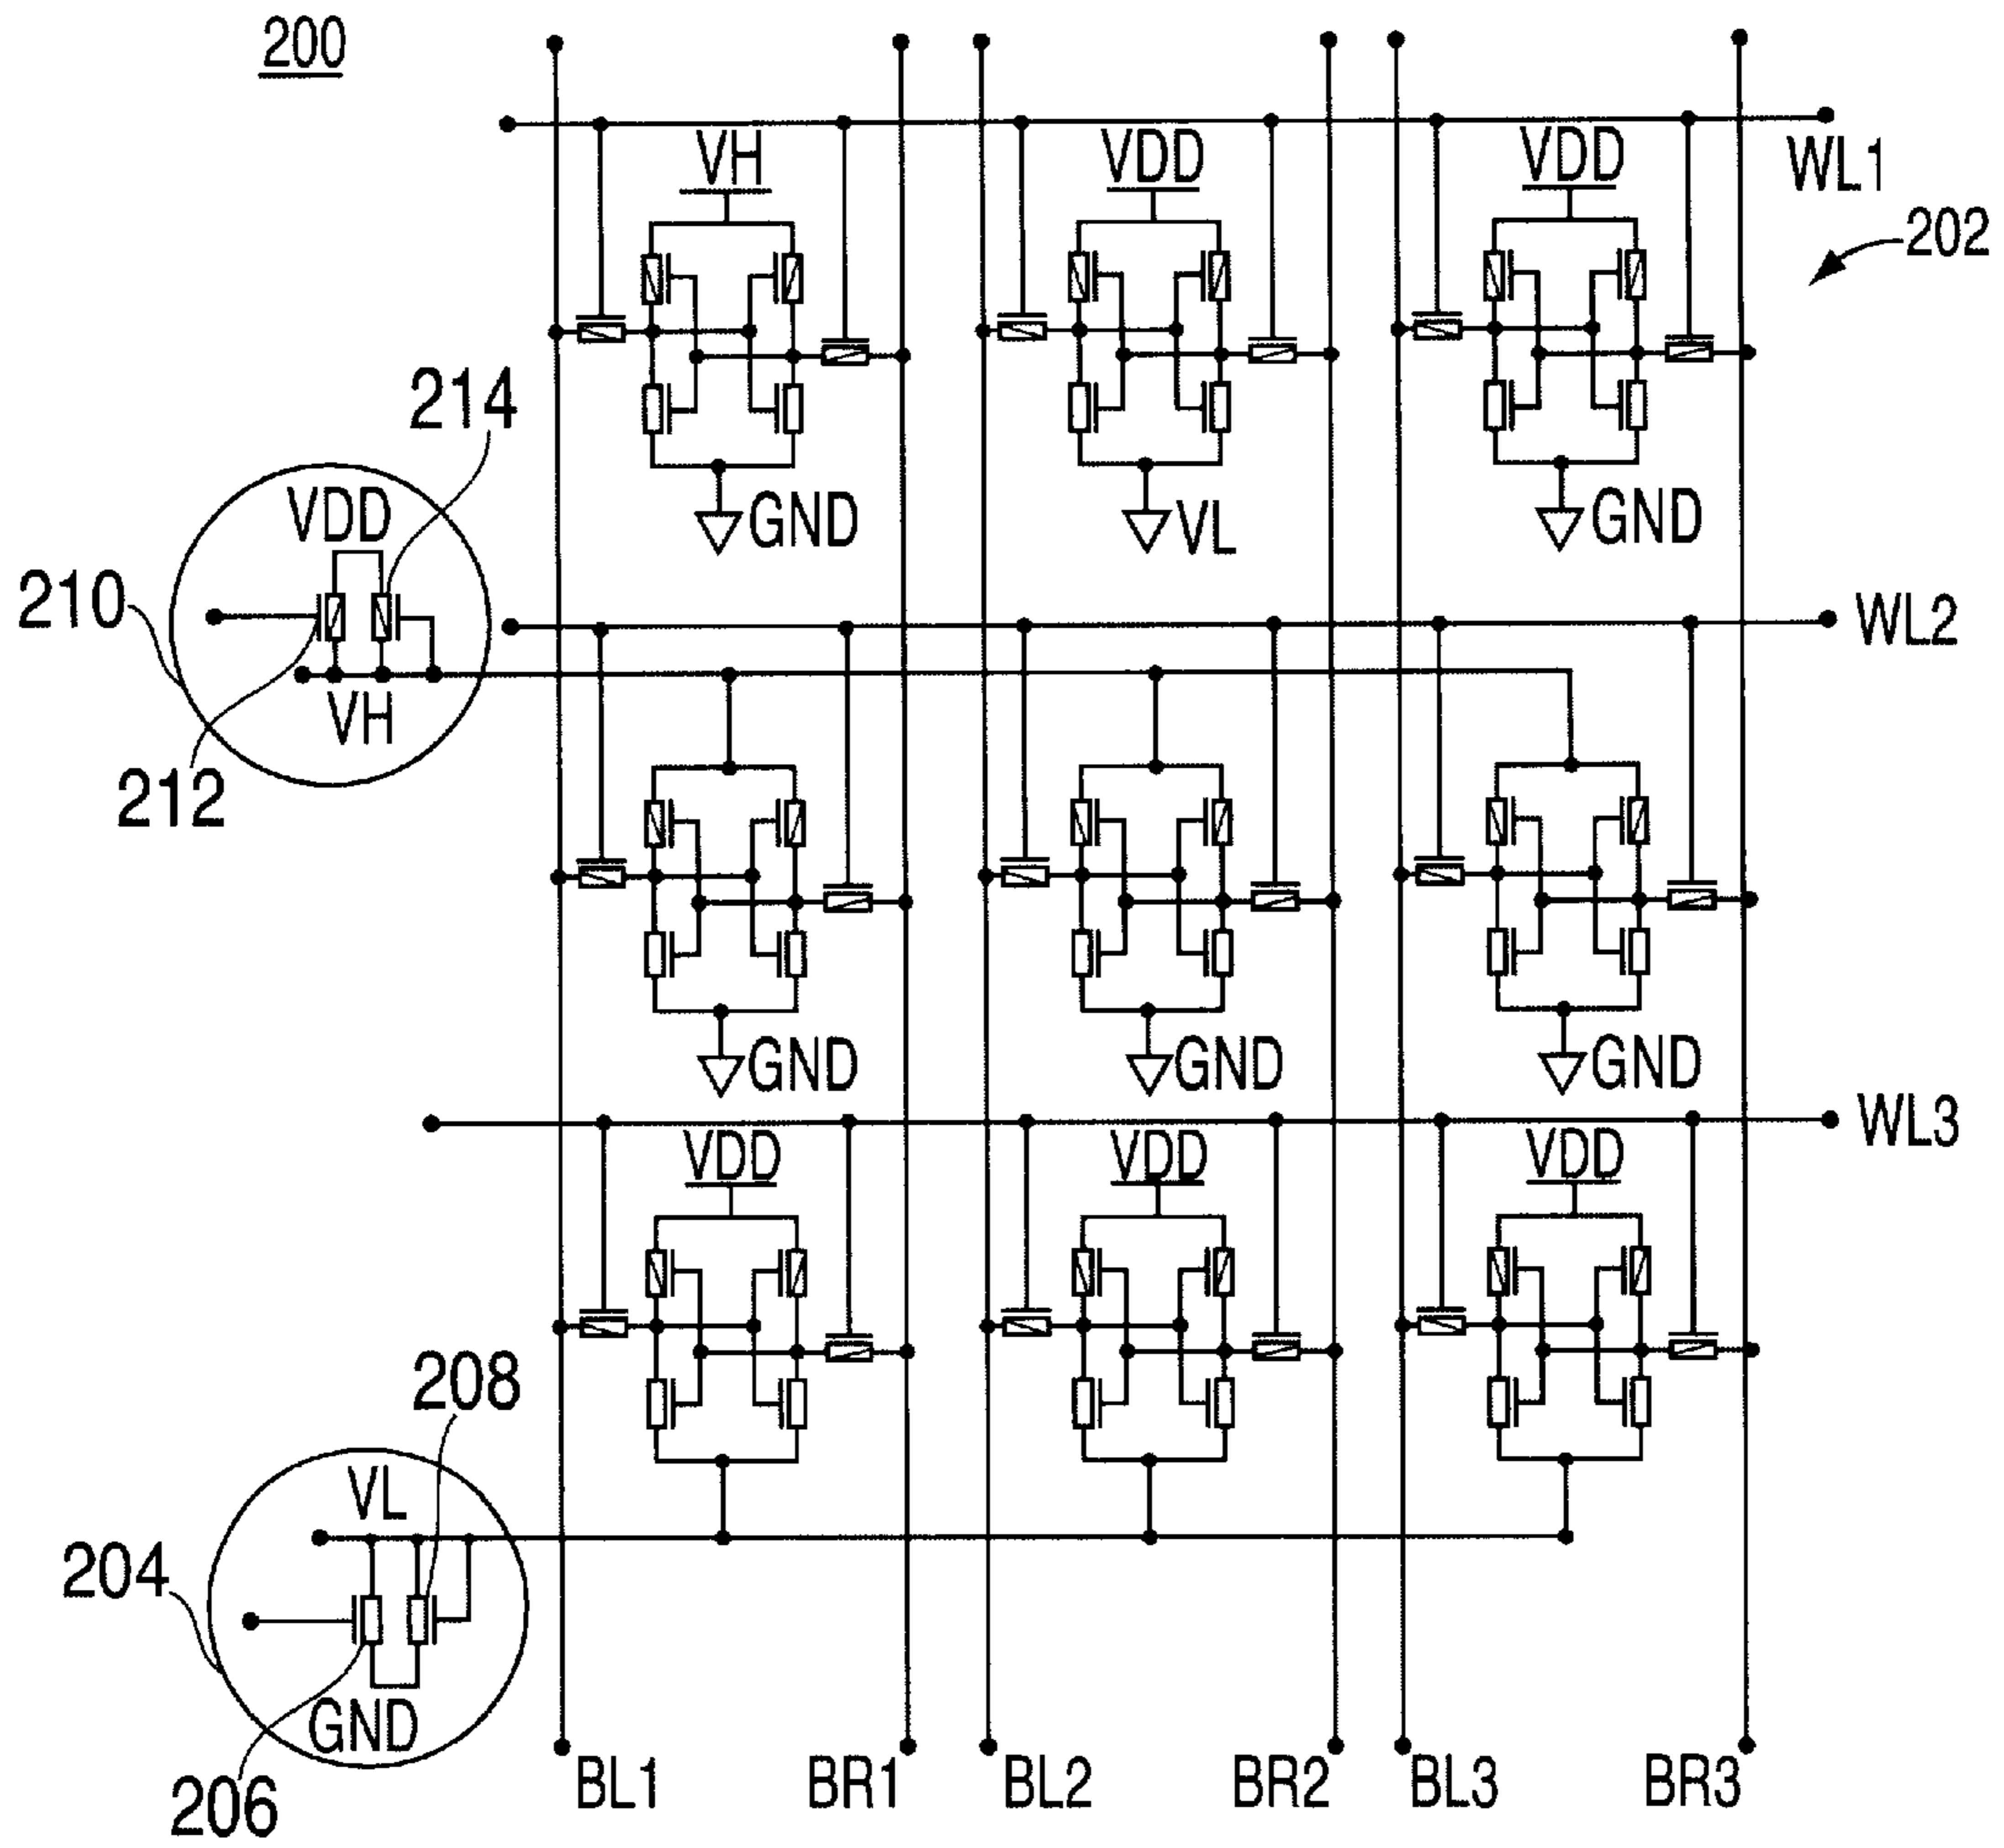 200
VH
VDD
VDD
WL1
202
214
GND
VL
GND
VDD
210
WL2
VH
212
GND
GND
GND
WL3
VDD
VDD
VDD
208
VL
204
GND
206
BL1
BR1
BL2
BR2
BL3
BR3